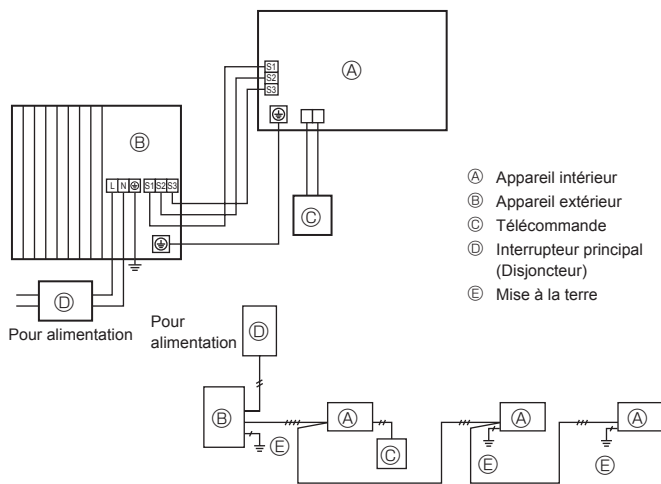 S1
S2
S3
Ⓐ
Ⓑ
L N S1 S2 S3
Ⓒ
Ⓓ
Pour alimentation
Ⓐ Appareil intérieur
Ⓑ Appareil extérieur
Ⓒ Télécommande
Ⓓ Interrupteur principal
(Disjoncteur)
Ⓔ Mise à la terre
Pour
alimentation
Ⓓ
Ⓑ Ⓐ Ⓐ Ⓐ
Ⓔ Ⓒ Ⓔ Ⓔ